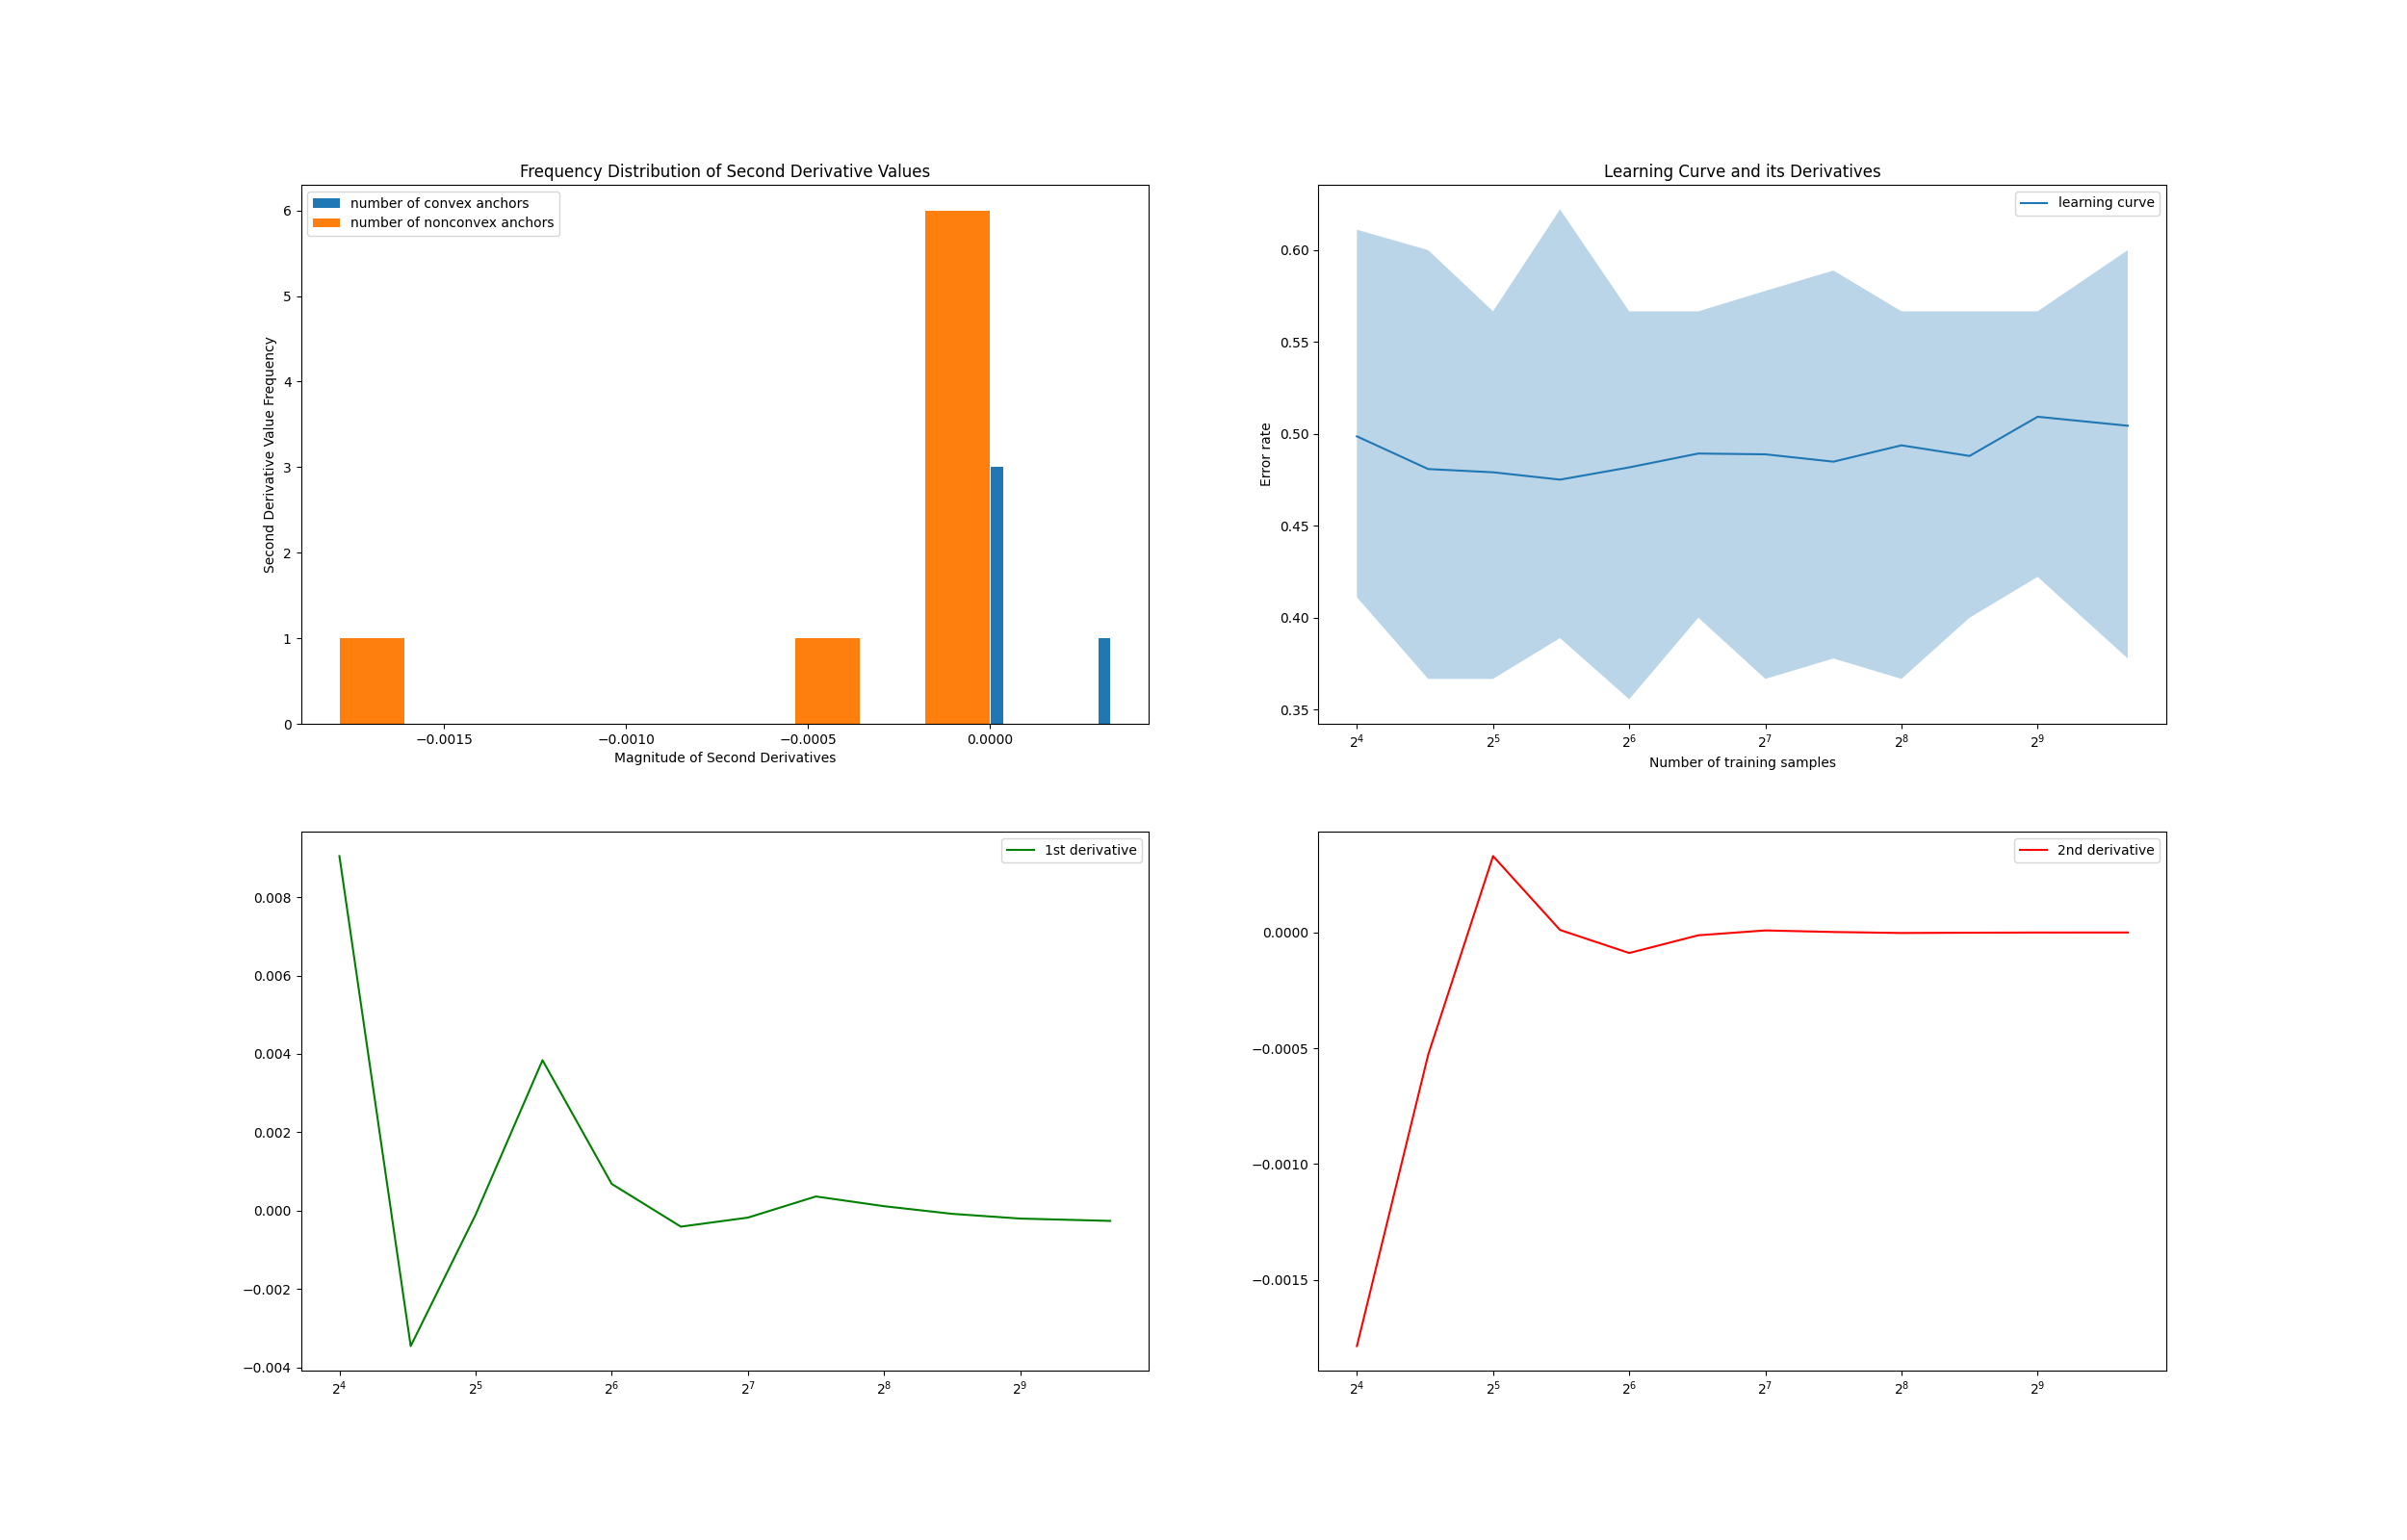 Frequency Distribution of Second Derivative Values
number of convex anchors
number of nonconvex anchors
Second Derivative Value Frequency
6
5
4
3
2
1
0
−0.0015 −0.0010 −0.0005 0.0000
Magnitude of Second Derivatives
Learning Curve and its Derivatives
learning curve
Error rate
0.60
0.55
0.50
0.45
0.40
0.35
2⁴ 2⁵ 2⁶ 2⁷ 2⁸ 2⁹
Number of training samples
1st derivative
0.008
0.006
0.004
0.002
0.000
−0.002
−0.004
2⁴ 2⁵ 2⁶ 2⁷ 2⁸ 2⁹
2nd derivative
0.0000
−0.0005
−0.0010
−0.0015
2⁴ 2⁵ 2⁶ 2⁷ 2⁸ 2⁹